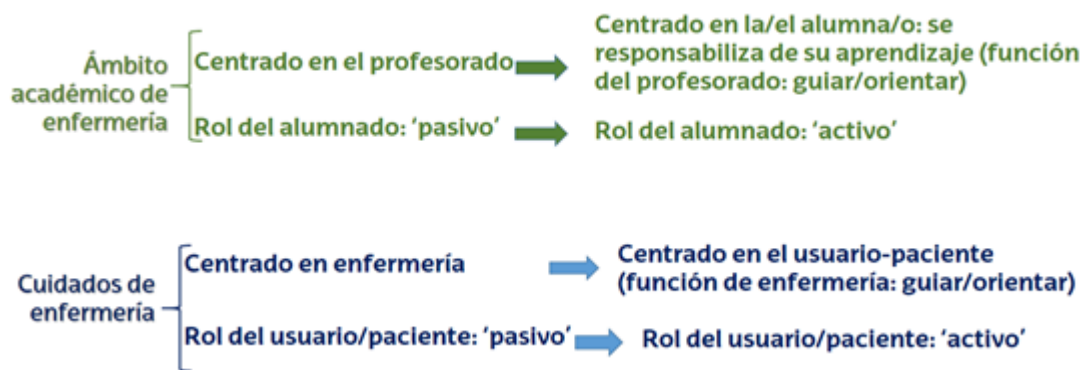 Ámbito
académico de
enfermería
Centrado en el profesorado
Centrado en la/el alumna/o: se
responsabiliza de su aprendizaje (función
del profesorado: guiar/orientar)
Rol del alumnado: ‘pasivo’
Rol del alumnado: ‘activo’
Cuidados de
enfermería
Centrado en enfermería
Centrado en el usuario-paciente
(función de enfermería: guiar/orientar)
Rol del usuario/paciente: ‘pasivo’
Rol del usuario/paciente: ‘activo’